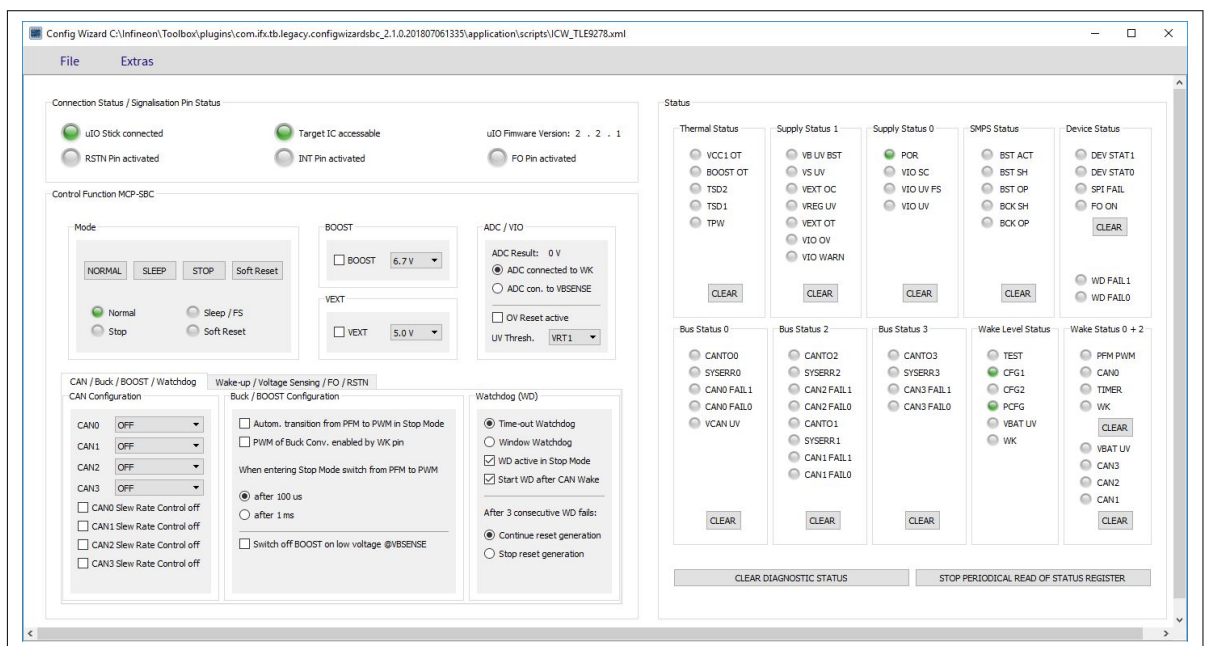 Config Wizard C:\Infineon\Toolbox\plugins\com.ifx.tb.legacy.configwizardsbc_2.1.0.201807061335\application\scripts\ICW_TLE9278.xml
File Extras
Connection Status / Signalisation Pin Status
uIO Stick connected
Target IC accessable
uIO Fimware Version: 2 . 2 . 1
RSTN Pin activated
INT Pin activated
FO Pin activated
Control Function MCP-SBC
Mode
NORMAL SLEEP STOP Soft Reset
Normal Sleep / FS
Stop Soft Reset
BOOST
BOOST 6.7 V
VEXT
VEXT 5.0 V
ADC / VIO
ADC Result: 0 V
ADC connected to WK
ADC con. to VBSENSE
OV Reset active
UV Thresh. VRT1
CAN / Buck / BOOST / Watchdog
Wake-up / Voltage Sensing / FO / RSTN
CAN Configuration
CAN0 OFF
CAN1 OFF
CAN2 OFF
CAN3 OFF
CAN0 Slew Rate Control off
CAN1 Slew Rate Control off
CAN2 Slew Rate Control off
CAN3 Slew Rate Control off
Buck / BOOST Configuration
Autom. transition from PFM to PWM in Stop Mode
PWM of Buck Conv. enabled by WK pin
When entering Stop Mode switch from PFM to PWM
after 100 us
after 1 ms
Switch off BOOST on low voltage @VBSENSE
Watchdog (WD)
Time-out Watchdog
Window Watchdog
WD active in Stop Mode
Start WD after CAN Wake
After 3 consecutive WD fails:
Continue reset generation
Stop reset generation
Status
Thermal Status
VCC1 OT
BOOST OT
TSD2
TSD1
TPW
CLEAR
Supply Status 1
VB UV BST
VS UV
VEXT OC
VREG UV
VEXT OT
VIO OV
VIO WARN
CLEAR
Supply Status 0
POR
VIO SC
VIO UV FS
VIO UV
CLEAR
SMPS Status
BST ACT
BST SH
BST OP
BCK SH
BCK OP
CLEAR
Device Status
DEV STAT1
DEV STAT0
SPI FAIL
FO ON
CLEAR
WD FAIL1
WD FAIL0
Bus Status 0
CANTO0
SYSERR0
CAN0 FAIL1
CAN0 FAIL0
VCAN UV
CLEAR
Bus Status 2
CANTO2
SYSERR2
CAN2 FAIL1
CAN2 FAIL0
CANTO1
SYSERR1
CAN1 FAIL1
CAN1 FAIL0
CLEAR
Bus Status 3
CANTO3
SYSERR3
CAN3 FAIL1
CAN3 FAIL0
CLEAR
Wake Level Status
TEST
CFG1
CFG2
PCFG
VBAT UV
WK
Wake Status 0 + 2
PFM PWM
CAN0
TIMER
WK
CLEAR
VBAT UV
CAN3
CAN2
CAN1
CLEAR
CLEAR DIAGNOSTIC STATUS
STOP PERIODICAL READ OF STATUS REGISTER